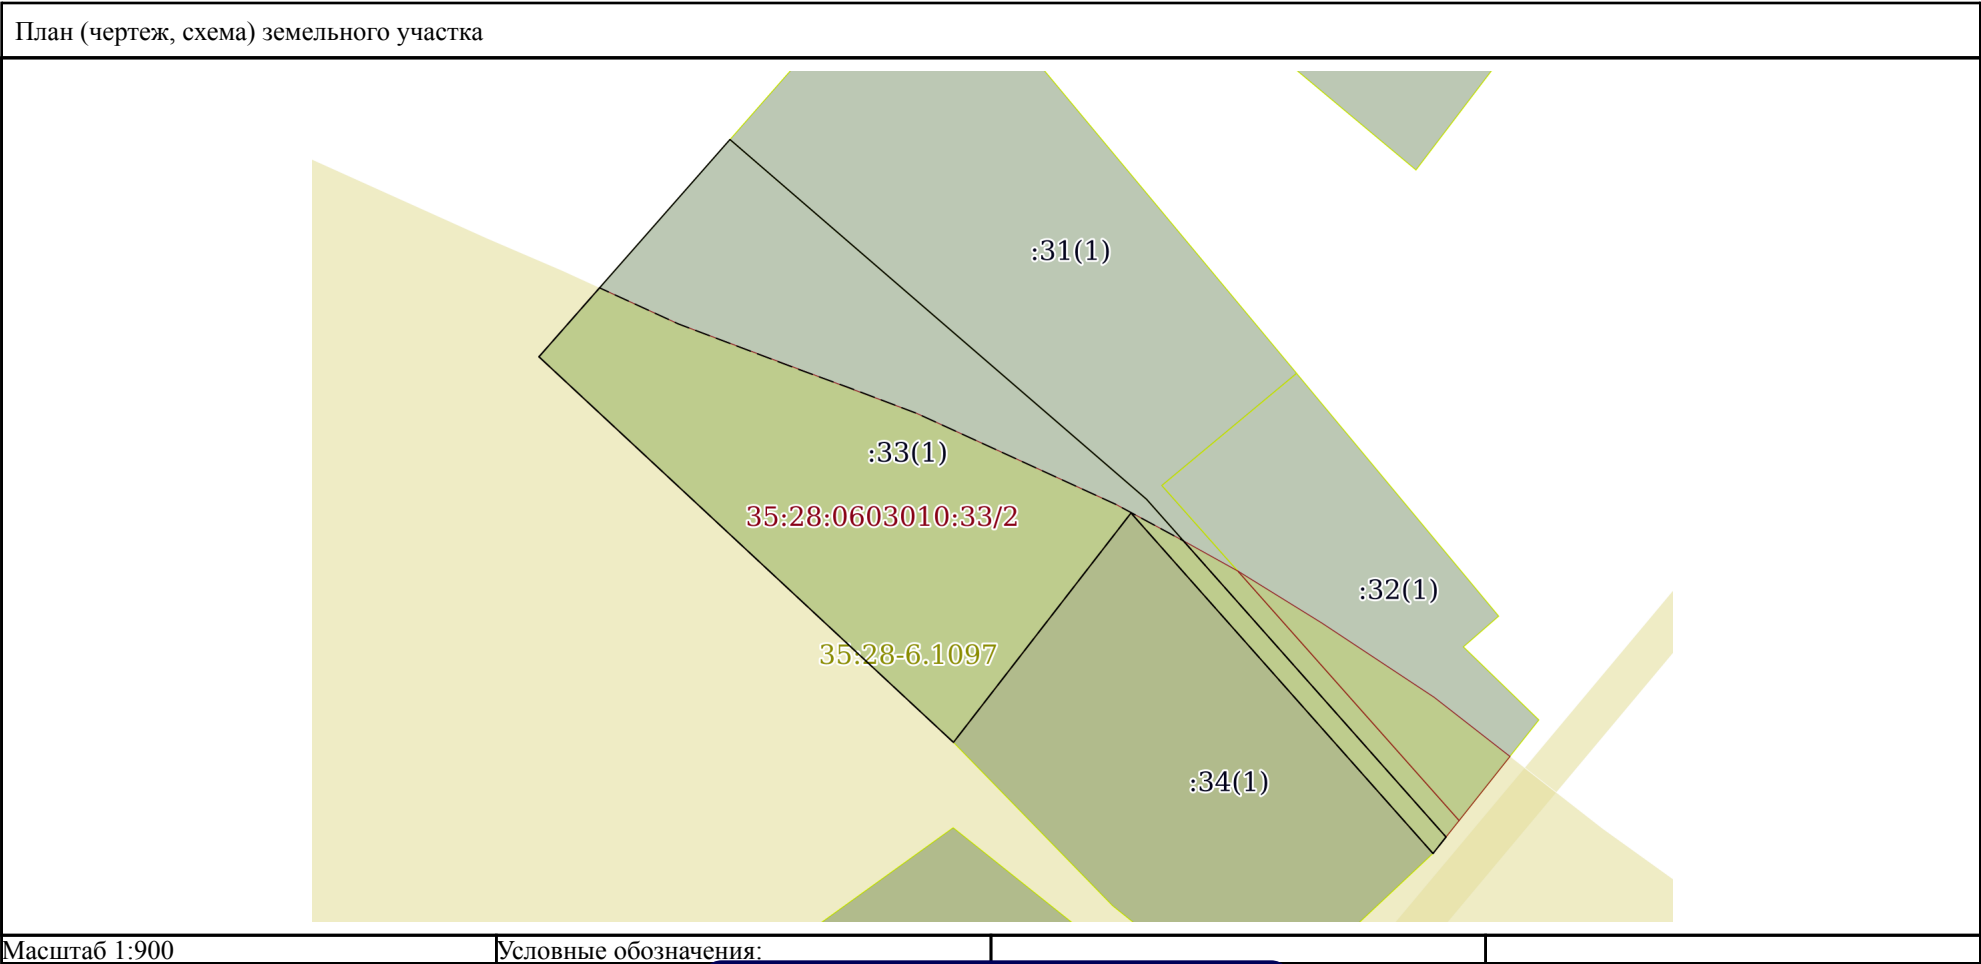 План (чертеж, схема) земельного участка
:31(1)
:33(1)
35:28:0603010:33/2
:32(1)
35:28-6.1097
:34(1)
Масштаб 1:900
Условные обозначения: